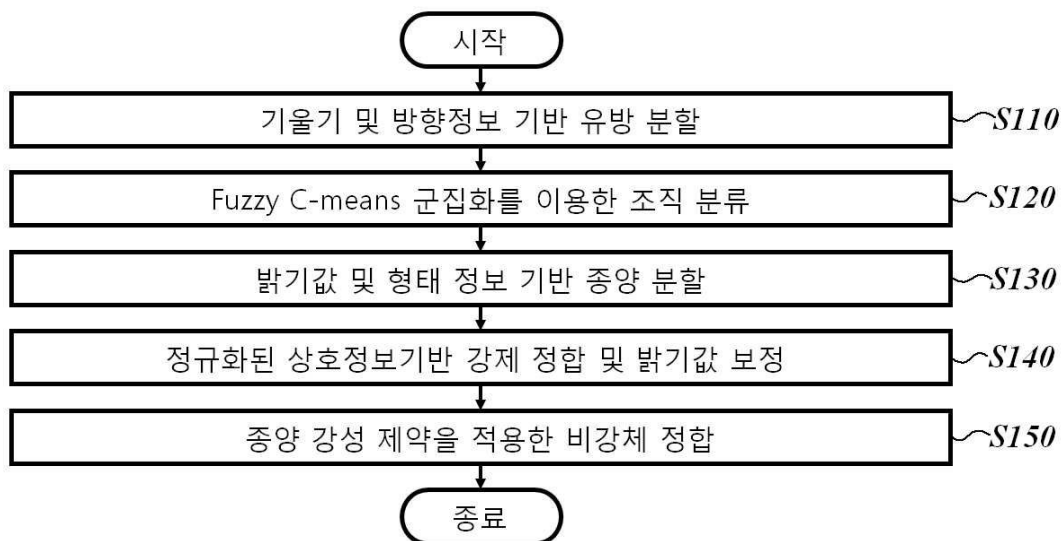 시작
기울기 및 방향정보 기반 유방 분할 S110
Fuzzy C-means 군집화를 이용한 조직 분류 S120
밝기값 및 형태 정보 기반 종양 분할 S130
정규화된 상호정보기반 강제 정합 및 밝기값 보정 S140
종양 강성 제약을 적용한 비강체 정합 S150
종료